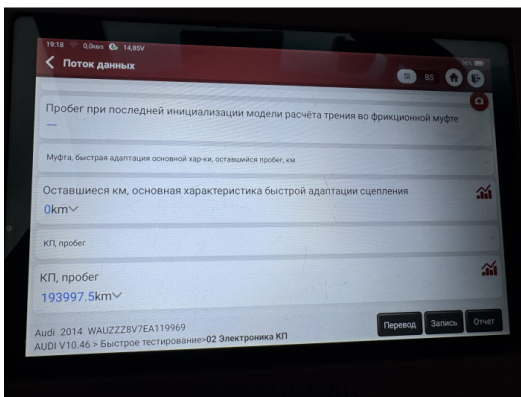 19:18 0,0км/s 14,85V
Поток данных
SI BS
Пробег при последней инициализации модели расчёта трения во фрикционной муфте
—
Муфта, быстрая адаптация основной хар-ки, оставшийся пробег, км
Оставшиеся км, основная характеристика быстрой адаптации сцепления
0km
КП, пробег
КП, пробег
193997.5km
Audi 2014 WAUZZZ8V7EA119969
AUDI V10.46 > Быстрое тестирование>02 Электроника КП
Перевод Запись Отчет